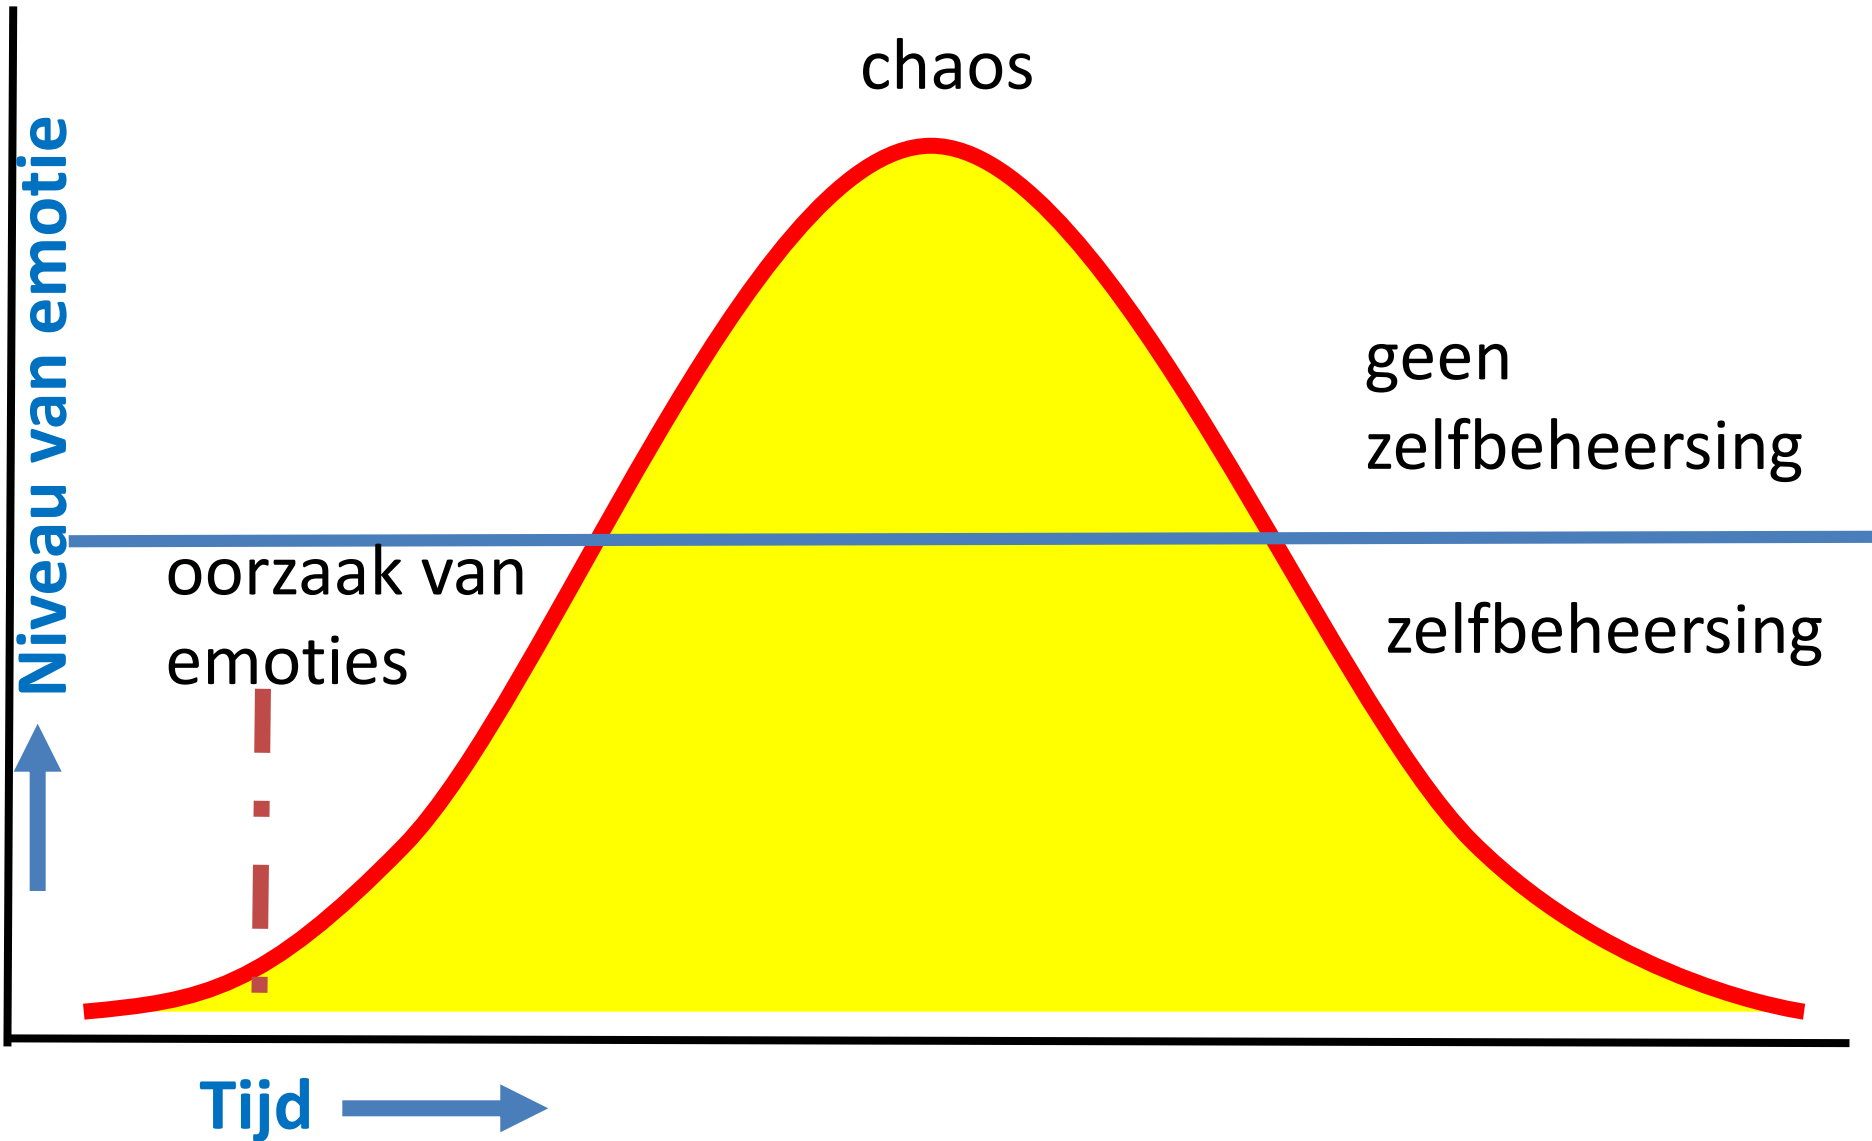 chaos
Niveau van emotie
geen
zelfbeheersing
oorzaak van
emoties
zelfbeheersing
Tijd